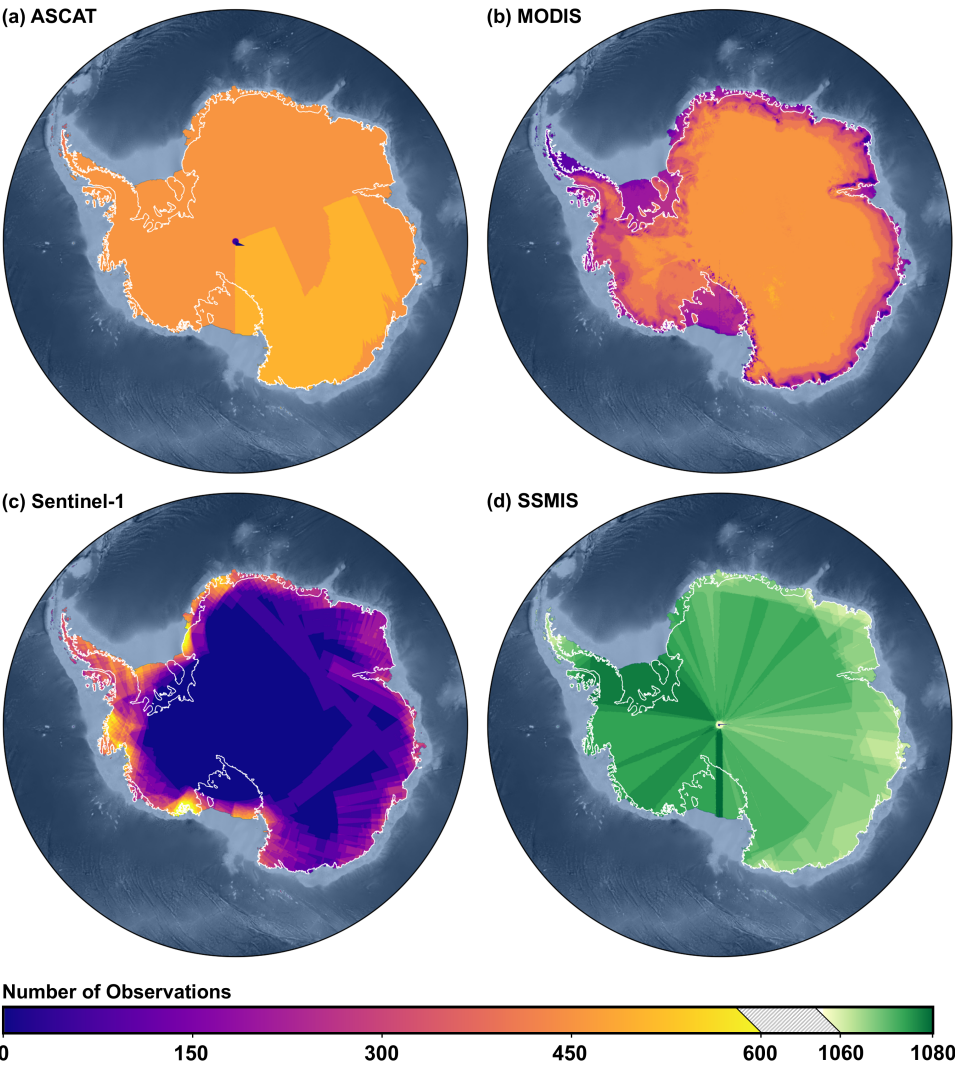 (a) ASCAT
(b) MODIS
(c) Sentinel-1
(d) SSMIS
Number of Observations
0 150 300 450 600 1060 1080